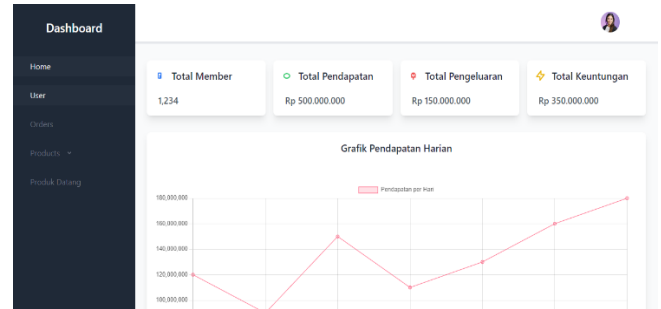 Dashboard
Home
User
Orders
Products
Produk Datang
Total Member
1,234
Total Pendapatan
Rp 500.000.000
Total Pengeluaran
Rp 150.000.000
Total Keuntungan
Rp 350.000.000
Grafik Pendapatan Harian
Pendapatan per Hari
180,000,000
160,000,000
140,000,000
120,000,000
100,000,000